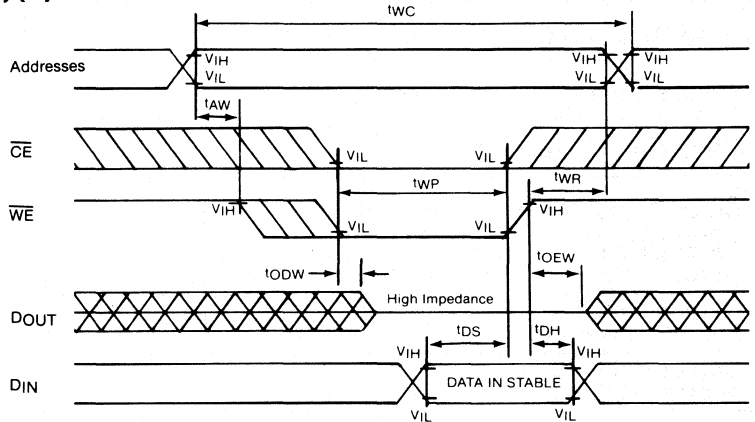 tWC
Addresses
VIH
VIL
VIH
VIL
VIH
VIL
tAW
CE
VIL
VIL
tWP
tWR
WE
VIH
VIL
VIL
VIH
tODW
tOEW
DOUT
High Impedance
tDS
tDH
DIN
VIH
VIL
DATA IN STABLE
VIH
VIL